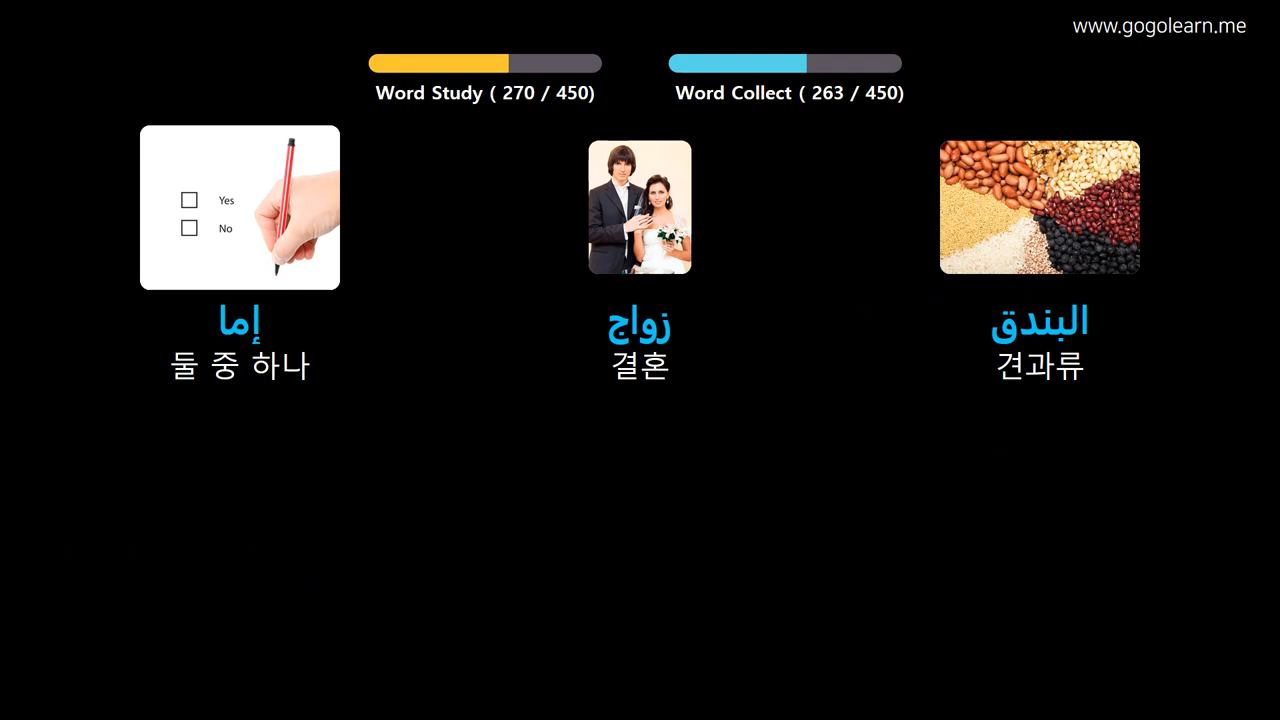 www.gogolearn.me
Word Study ( 270 / 450)
Word Collect ( 263 / 450)
Yes
No
إما
둘 중 하나
زواج
결혼
البندق
견과류